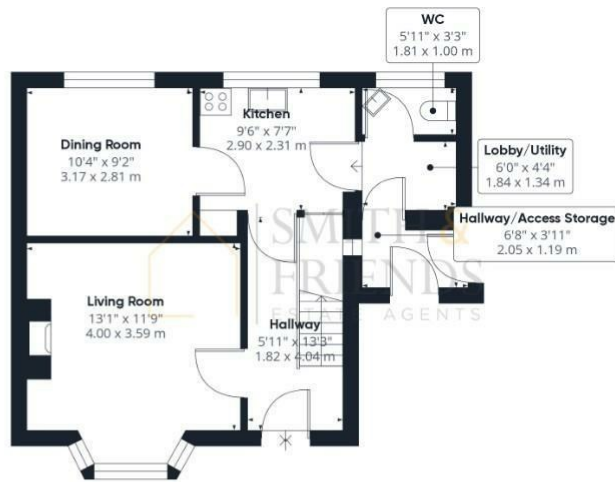 WC
5'11" x 3'3"
1.81 x 1.00 m
Kitchen
9'6" x 7'7"
2.90 x 2.31 m
Dining Room
10'4" x 9'2"
3.17 x 2.81 m
Lobby/Utility
6'0" x 4'4"
1.84 x 1.34 m
Hallway/Access Storage
6'8" x 3'11"
2.05 x 1.19 m
SMITH &
FRIENDS
ESTATE AGENTS
Living Room
13'1" x 11'9"
4.00 x 3.59 m
Hallway
5'11" x 13'3"
1.82 x 4.04 m